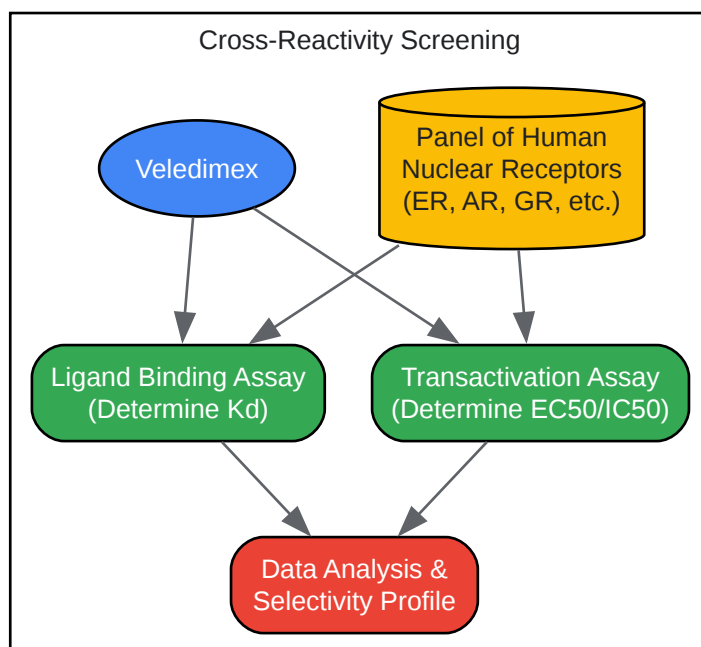 Cross-Reactivity Screening
Veledimex
Panel of Human
Nuclear Receptors
(ER, AR, GR, etc.)
Ligand Binding Assay
(Determine Kd)
Transactivation Assay
(Determine EC50/IC50)
Data Analysis &
Selectivity Profile